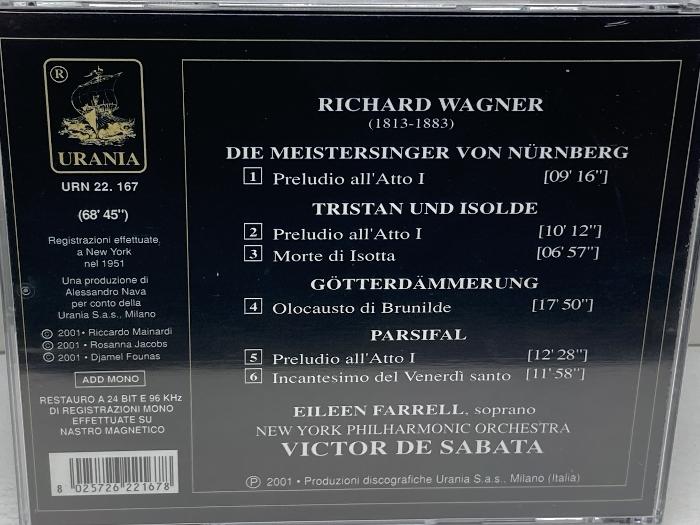 ®
URANIA
URN 22. 167
(68' 45")
Registrazioni effettuate
a New York
nel 1951
Una produzione di
Alessandro Nava
per conto della
Urania S.a.s., Milano
© 2001 • Riccardo Mainardi
© 2001 • Rosanna Jacobs
© 2001 • Djamel Founas
ADD MONO
RESTAURO A 24 BIT E 96 KHz
DI REGISTRAZIONI MONO
EFFETTUATE SU
NASTRO MAGNETICO
8 025726 221678
RICHARD WAGNER
(1813-1883)
DIE MEISTERSINGER VON NÜRNBERG
1 Preludio all'Atto I [09' 16"]
TRISTAN UND ISOLDE
2 Preludio all'Atto I [10' 12"]
3 Morte di Isotta [06' 57"]
GÖTTERDÄMMERUNG
4 Olocausto di Brunilde [17' 50"]
PARSIFAL
5 Preludio all'Atto I [12' 28"]
6 Incantesimo del Venerdì santo [11' 58"]
EILEEN FARRELL, soprano
NEW YORK PHILHARMONIC ORCHESTRA
VICTOR DE SABATA
℗ 2001 • Produzioni discografiche Urania S.a.s., Milano (Italia)